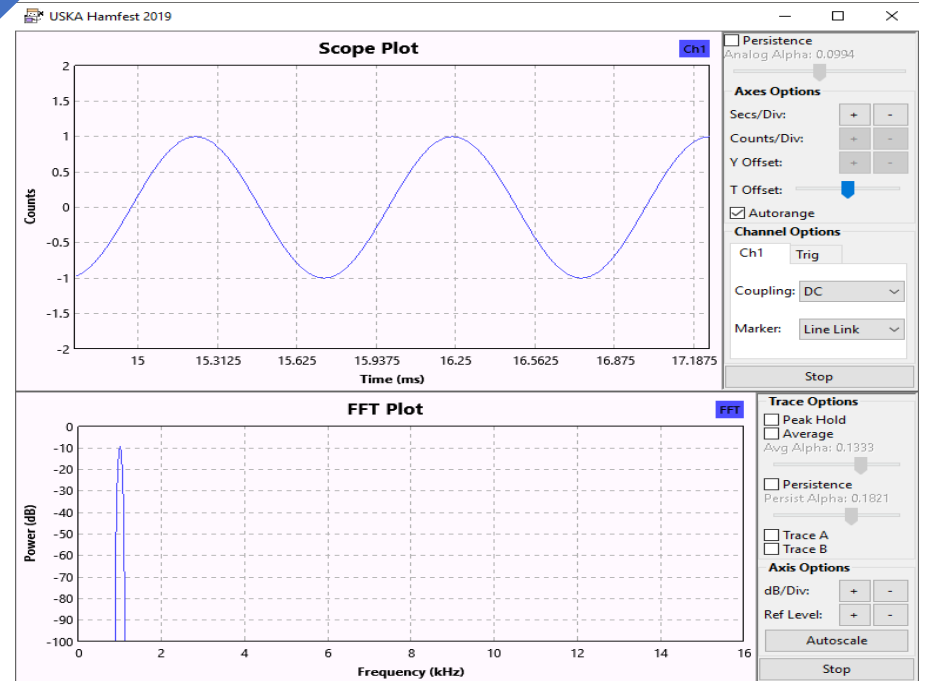 USKA Hamfest 2019
Scope Plot
Ch1
2
1.5
1
0.5
0
-0.5
-1
-1.5
-2
Counts
15 15.3125 15.625 15.9375 16.25 16.5625 16.875 17.1875
Time (ms)
Persistence
Analog Alpha: 0.0994
Axes Options
Secs/Div: + -
Counts/Div: + -
Y Offset: + -
T Offset:
Autorange
Channel Options
Ch1 Trig
Coupling: DC
Marker: Line Link
Stop
FFT Plot
FFT
0
-10
-20
-30
-40
-50
-60
-70
-80
-90
-100
Power (dB)
0 2 4 6 8 10 12 14 16
Frequency (kHz)
Trace Options
Peak Hold
Average
Avg Alpha: 0.1333
Persistence
Persist Alpha: 0.1821
Trace A
Trace B
Axis Options
dB/Div: + -
Ref Level: + -
Autoscale
Stop